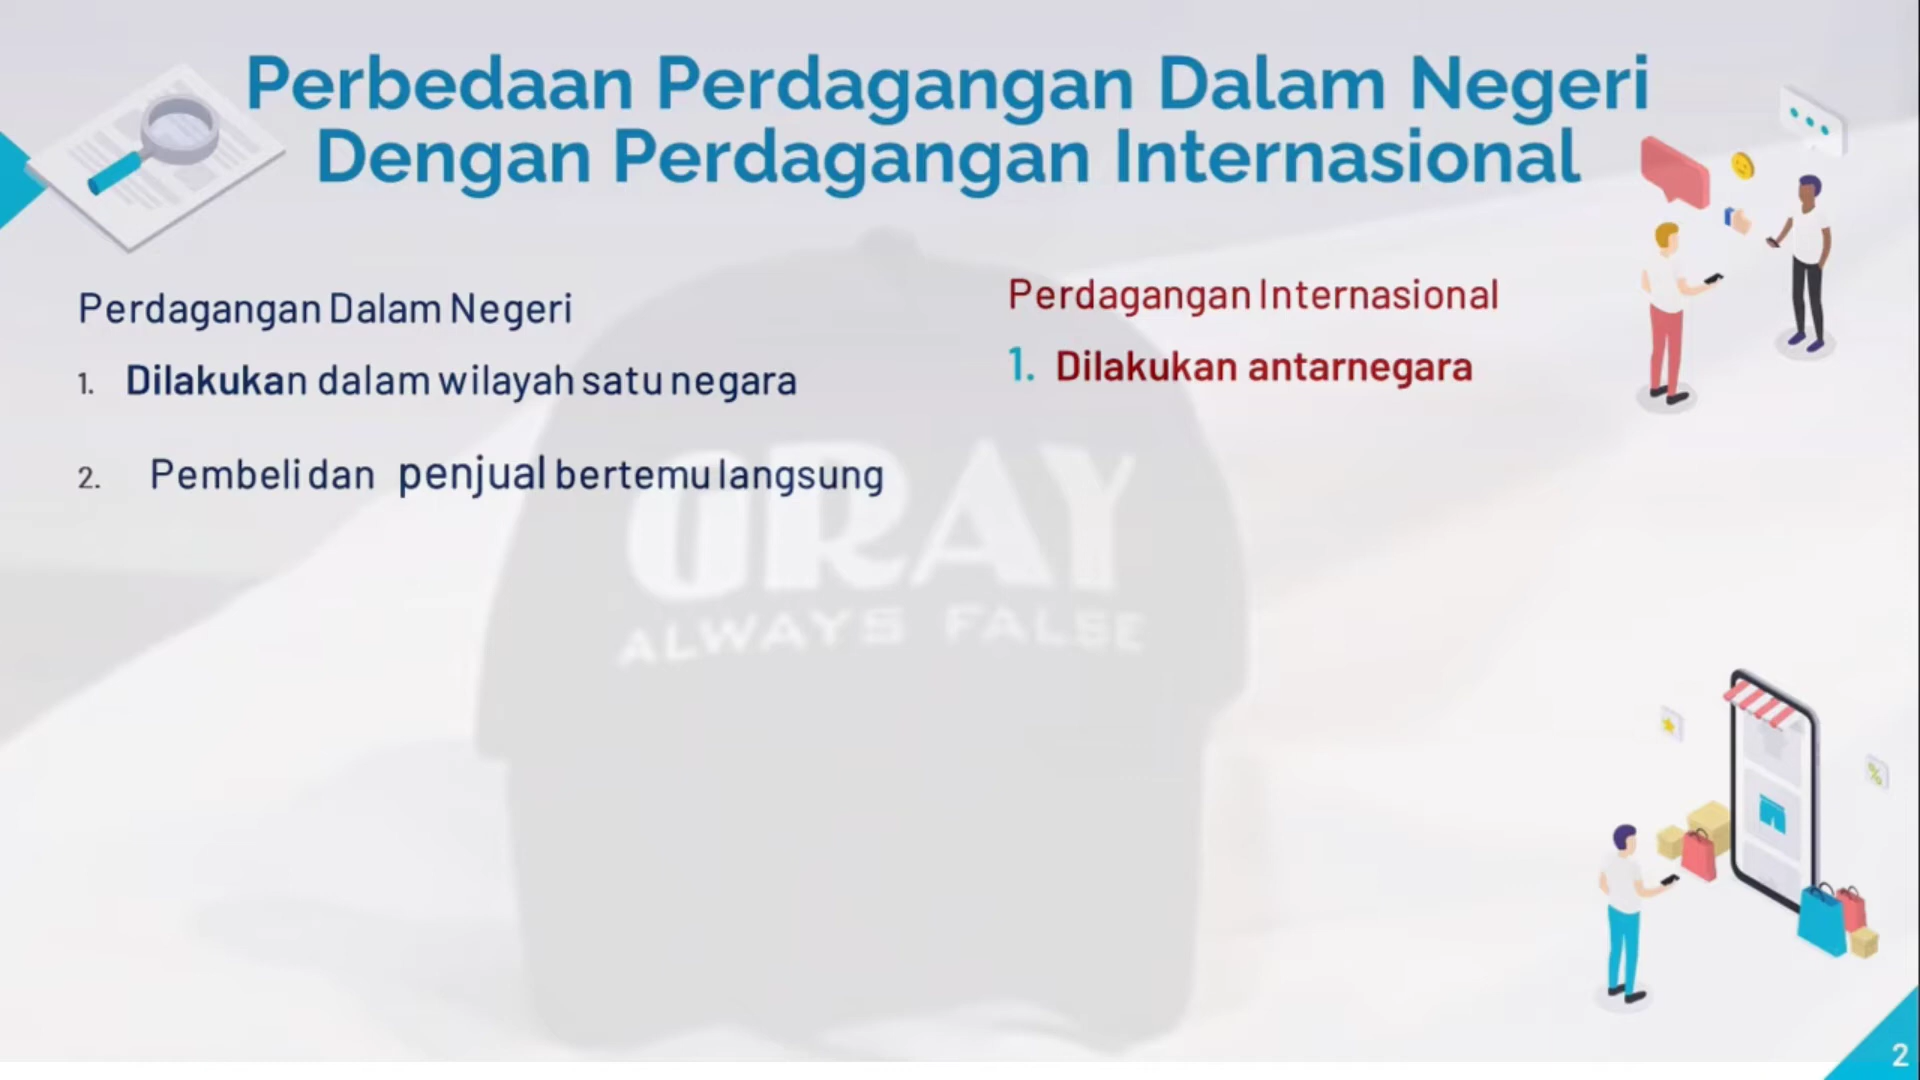 Perbedaan Perdagangan Dalam Negeri
Dengan Perdagangan Internasional
Perdagangan Dalam Negeri
1. Dilakukan dalam wilayah satu negara
2. Pembeli dan penjual bertemu langsung
Perdagangan Internasional
1. Dilakukan antarnegara
ORAY
ALWAYS FALSE
2